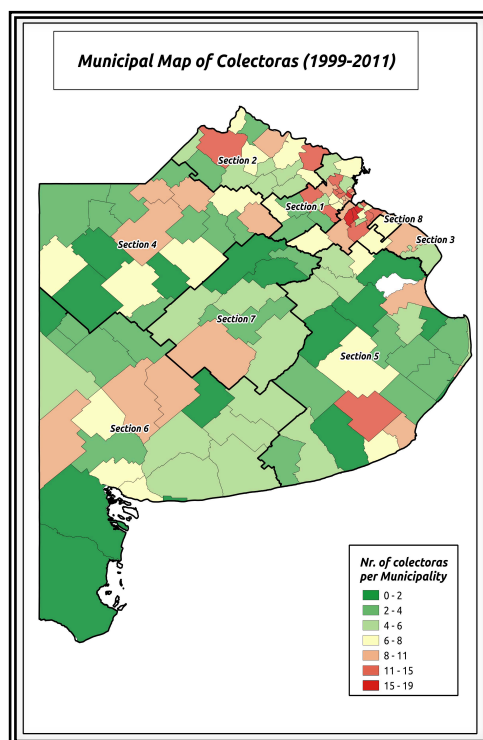 Municipal Map of Colectoras (1999-2011)
Section 2
Section 1
Section 8
Section 3
Section 4
Section 7
Section 5
Section 6
Nr. of colectoras
per Municipality
0 - 2
2 - 4
4 - 6
6 - 8
8 - 11
11 - 15
15 - 19